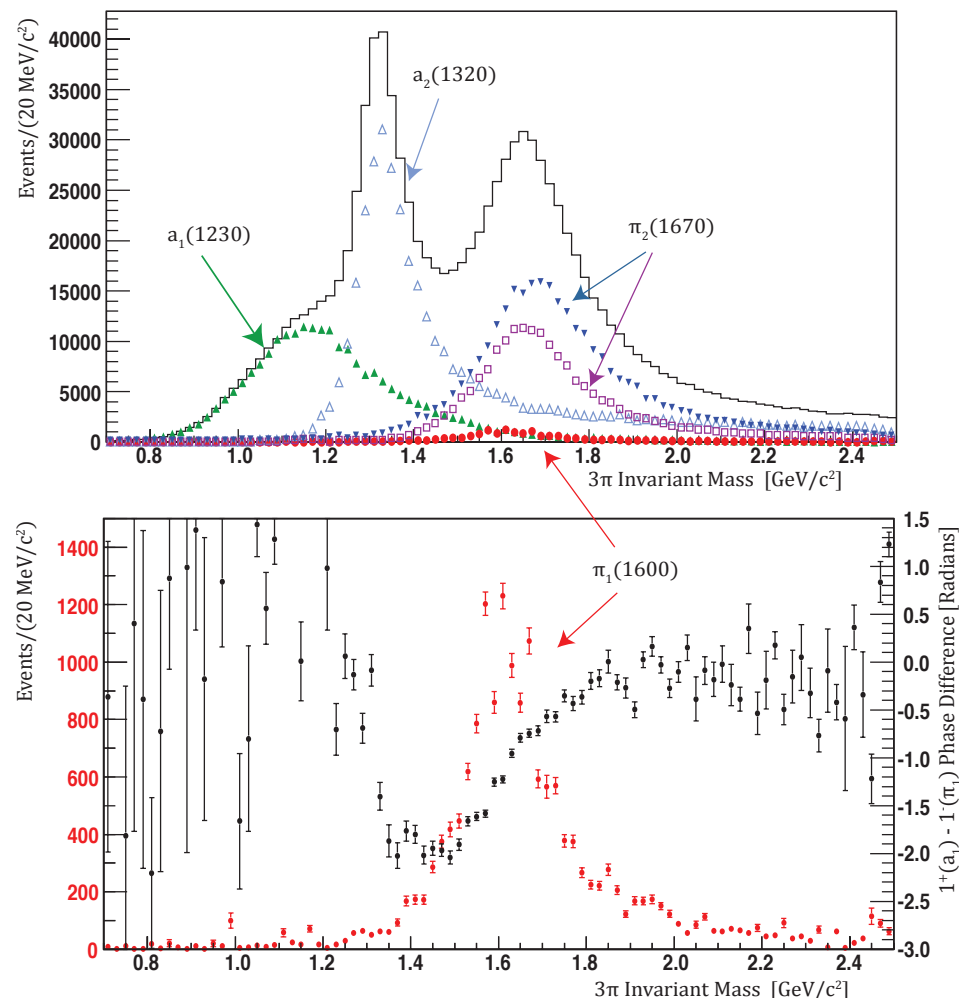 Events/(20 MeV/c²)
40000
35000
30000
25000
20000
15000
10000
5000
0
a₂(1320)
a₁(1230)
π₂(1670)
0.8 1.0 1.2 1.4 1.6 1.8 2.0 2.2 2.4
3π Invariant Mass [GeV/c²]
Events/(20 MeV/c²)
1400
1200
1000
800
600
400
200
0
π₁(1600)
1.5
1.0
0.5
0.0
-0.5
-1.0
-1.5
-2.0
-2.5
-3.0
1⁺(a₁) - 1⁻(π₁) Phase Difference [Radians]
0.8 1.0 1.2 1.4 1.6 1.8 2.0 2.2 2.4
3π Invariant Mass [GeV/c²]